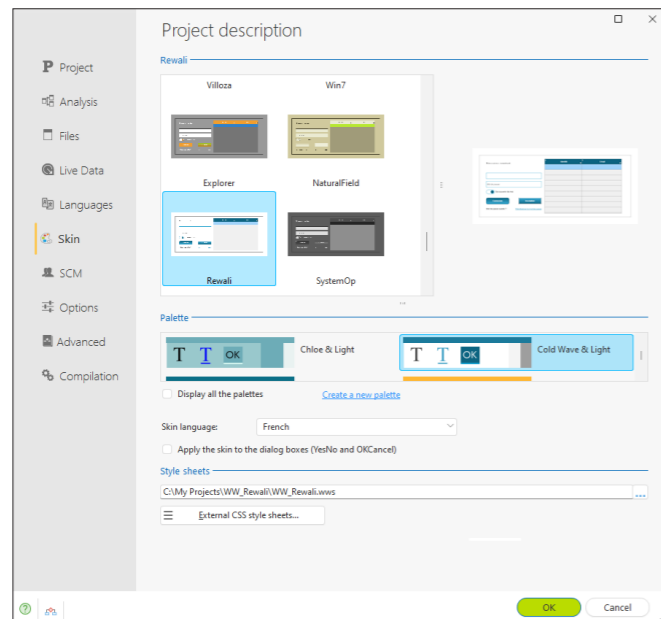 Project description
Project
Analysis
Files
Live Data
Languages
Skin
SCM
Options
Advanced
Compilation
Rewali
Villoza
Win7
Explorer
NaturalField
Rewali
SystemOp
Palette
T T OK
Chloe & Light
T T OK
Cold Wave & Light
Display all the palettes
Create a new palette
Skin language:
French
Apply the skin to the dialog boxes (YesNo and OKCancel)
Style sheets
C:\My Projects\WW_Rewali\WW_Rewali.wws
...
External CSS style sheets...
OK
Cancel